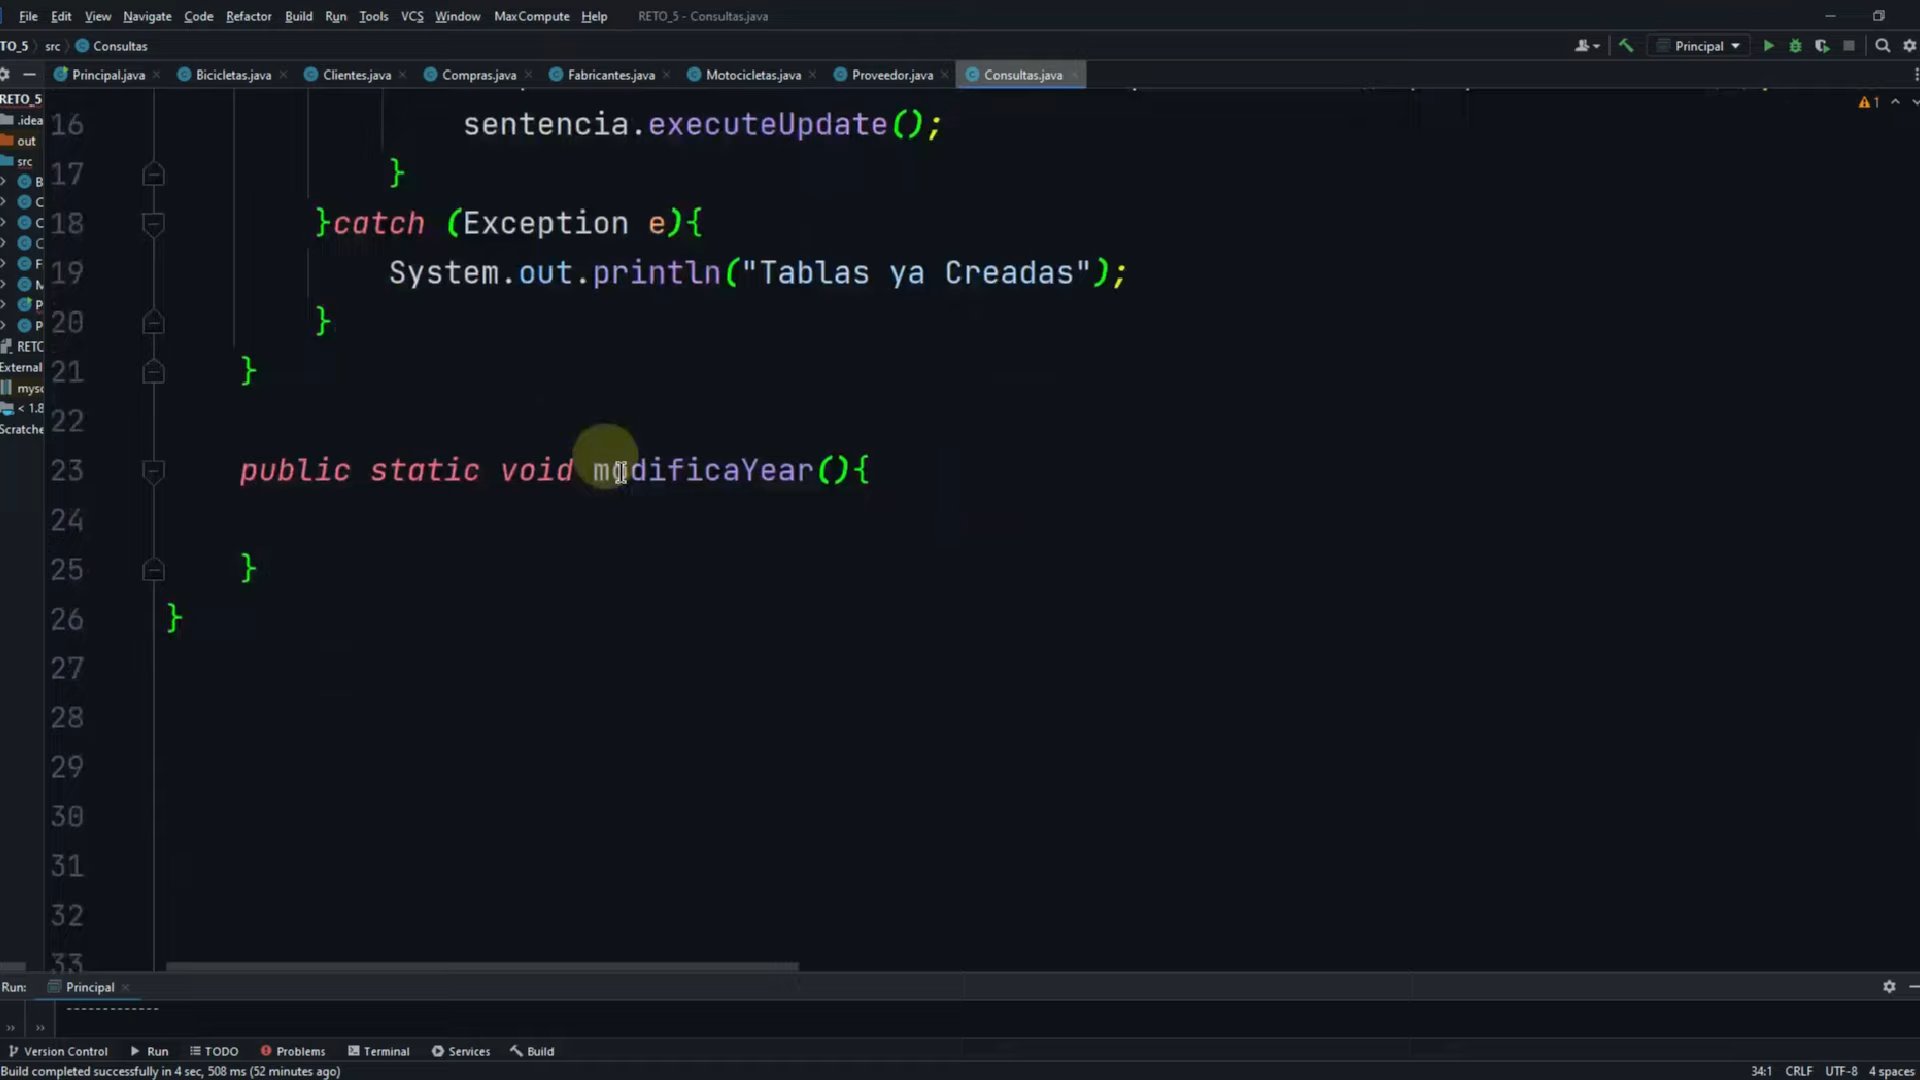 File Edit View Navigate Code Refactor Build Run Tools VCS Window MaxCompute Help RETO_5 - Consultas.java
TO_5 src Consultas Principal
Principal.java Bicicletas.java Clientes.java Compras.java Fabricantes.java Motocicletas.java Proveedor.java Consultas.java
RETO_5
.idea
out
src
B
C
C
C
F
M
P
P
RETO
External
mysc
< 1.8
Scratche
1
16 sentencia.executeUpdate();
17 }
18 }catch (Exception e){
19 System.out.println("Tablas ya Creadas");
20 }
21 }
22
23 public static void modificaYear(){
24
25 }
26 }
27
28
29
30
31
32
33
Run: Principal
------------
Version Control Run TODO Problems Terminal Services Build
Build completed successfully in 4 sec, 508 ms (52 minutes ago) 34:1 CRLF UTF-8 4 spaces